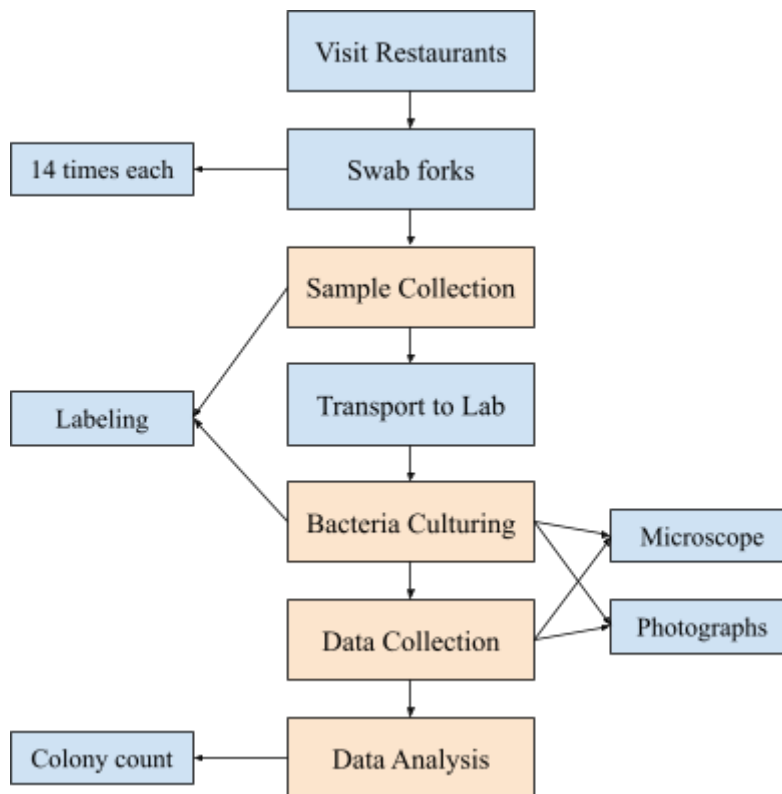 Visit Restaurants
14 times each
Swab forks
Sample Collection
Labeling
Transport to Lab
Bacteria Culturing
Microscope
Data Collection
Photographs
Colony count
Data Analysis